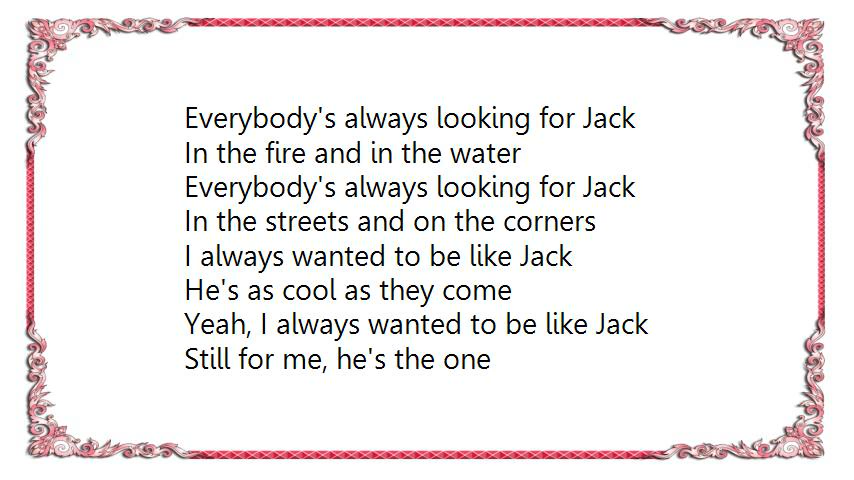 Everybody's always looking for Jack
In the fire and in the water
Everybody's always looking for Jack
In the streets and on the corners
I always wanted to be like Jack
He's as cool as they come
Yeah, I always wanted to be like Jack
Still for me, he's the one